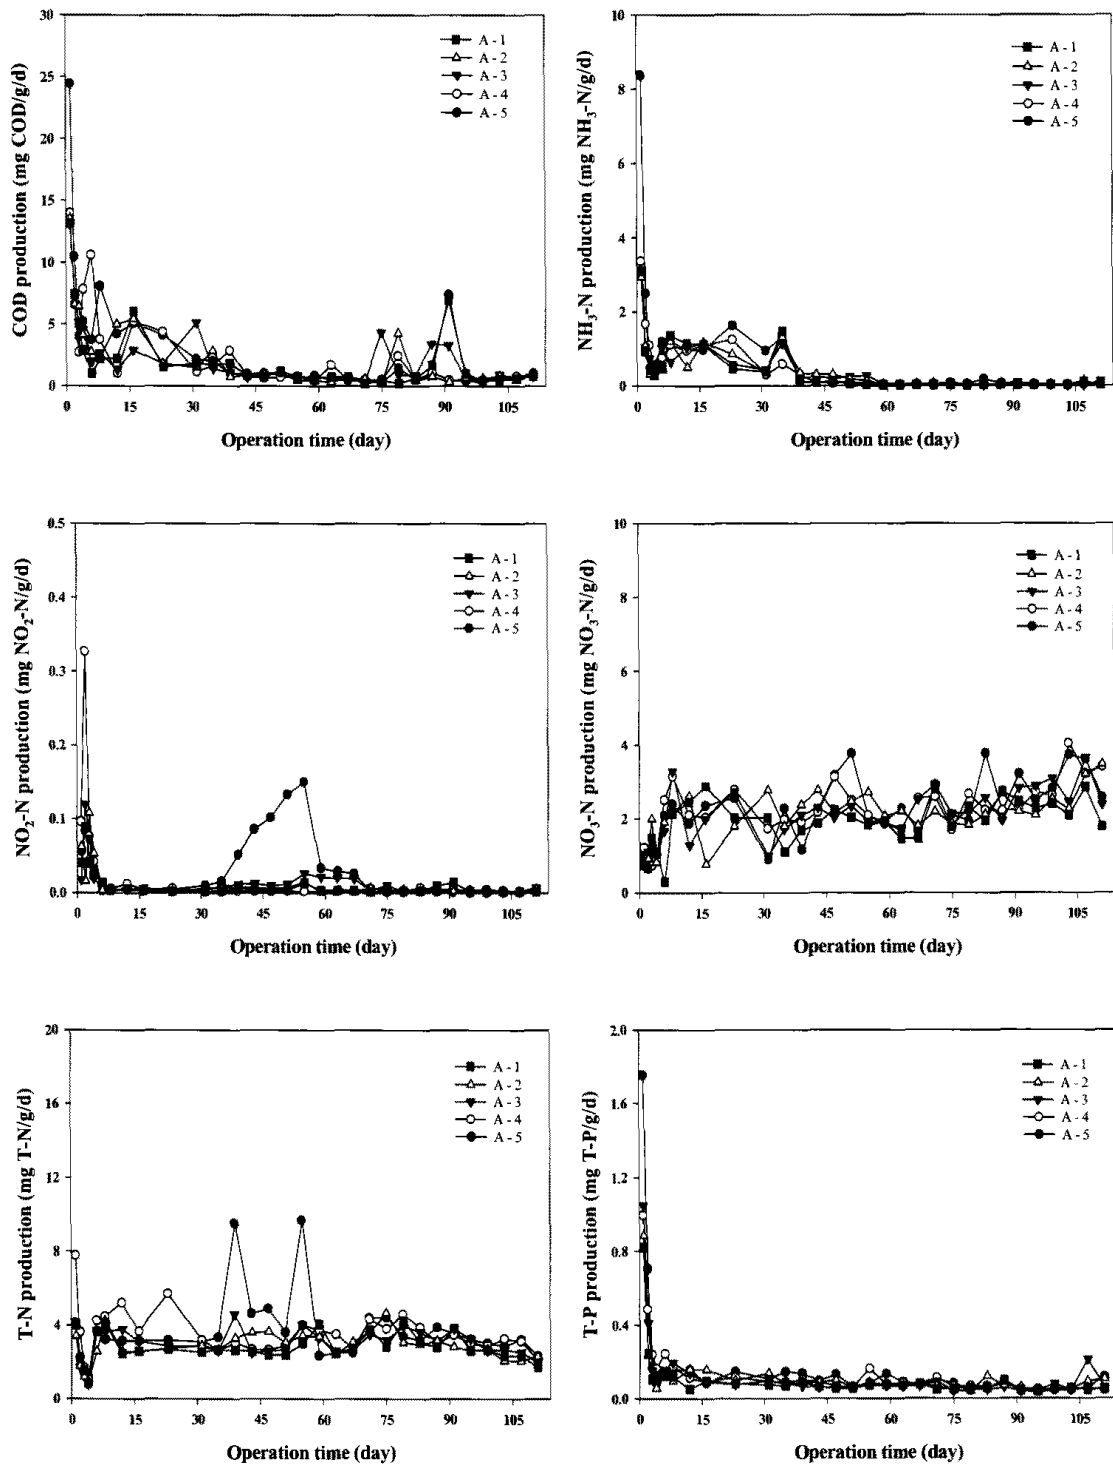 COD production (mg COD/g/d)
30
25
20
15
10
5
0
A - 1
A - 2
A - 3
A - 4
A - 5
0 15 30 45 60 75 90 105
Operation time (day)
NH3-N production (mg NH3-N/g/d)
10
8
6
4
2
0
A - 1
A - 2
A - 3
A - 4
A - 5
0 15 30 45 60 75 90 105
Operation time (day)
NO2-N production (mg NO2-N/g/d)
0.5
0.4
0.3
0.2
0.1
0.0
A - 1
A - 2
A - 3
A - 4
A - 5
0 15 30 45 60 75 90 105
Operation time (day)
NO3-N production (mg NO3-N/g/d)
10
8
6
4
2
0
A - 1
A - 2
A - 3
A - 4
A - 5
0 15 30 45 60 75 90 105
Operation time (day)
T-N production (mg T-N/g/d)
20
16
12
8
4
0
A - 1
A - 2
A - 3
A - 4
A - 5
0 15 30 45 60 75 90 105
Operation time (day)
T-P production (mg T-P/g/d)
2.0
1.6
1.2
0.8
0.4
0.0
A - 1
A - 2
A - 3
A - 4
A - 5
0 15 30 45 60 75 90 105
Operation time (day)